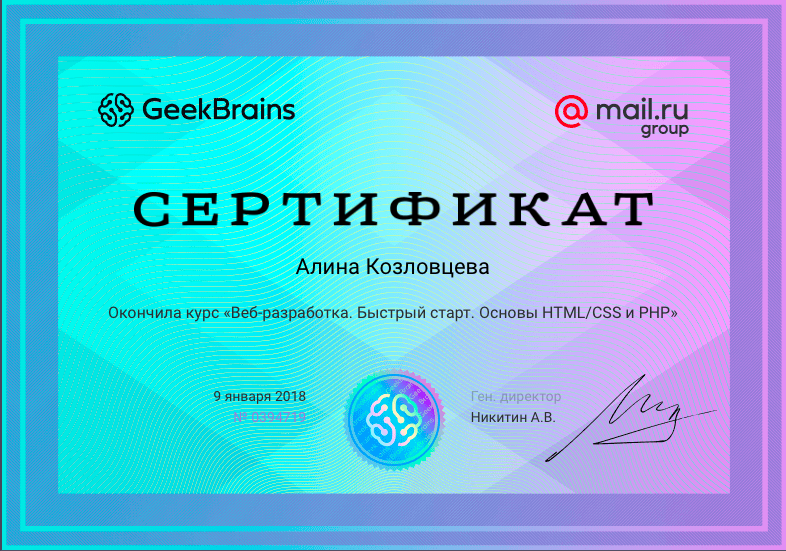 GeekBrains
@mail.ru
group
СЕРТИФИКАТ
Алина Козловцева
Окончила курс «Веб-разработка. Быстрый старт. Основы HTML/CSS и PHP»
9 января 2018
№ 0394719
Ген. директор
Никитин А.В.